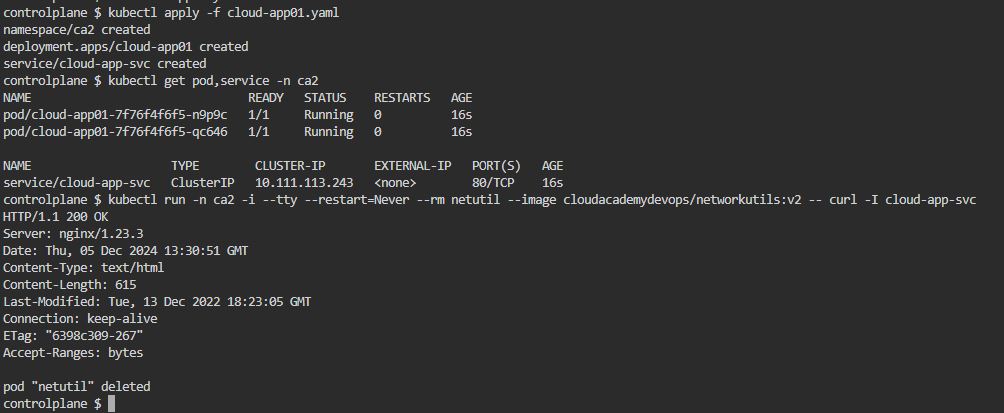 controlplane $ kubectl apply -f cloud-app01.yaml
namespace/ca2 created
deployment.apps/cloud-app01 created
service/cloud-app-svc created
controlplane $ kubectl get pod,service -n ca2
NAME                               READY   STATUS    RESTARTS   AGE
pod/cloud-app01-7f76f4f6f5-n9p9c   1/1     Running   0          16s
pod/cloud-app01-7f76f4f6f5-qc646   1/1     Running   0          16s

NAME                    TYPE        CLUSTER-IP       EXTERNAL-IP   PORT(S)   AGE
service/cloud-app-svc   ClusterIP   10.111.113.243   <none>        80/TCP    16s
controlplane $ kubectl run -n ca2 -i --tty --restart=Never --rm netutil --image cloudacademydevops/networkutils:v2 -- curl -I cloud-app-svc
HTTP/1.1 200 OK
Server: nginx/1.23.3
Date: Thu, 05 Dec 2024 13:30:51 GMT
Content-Type: text/html
Content-Length: 615
Last-Modified: Tue, 13 Dec 2022 18:23:05 GMT
Connection: keep-alive
ETag: "6398c309-267"
Accept-Ranges: bytes

pod "netutil" deleted
controlplane $